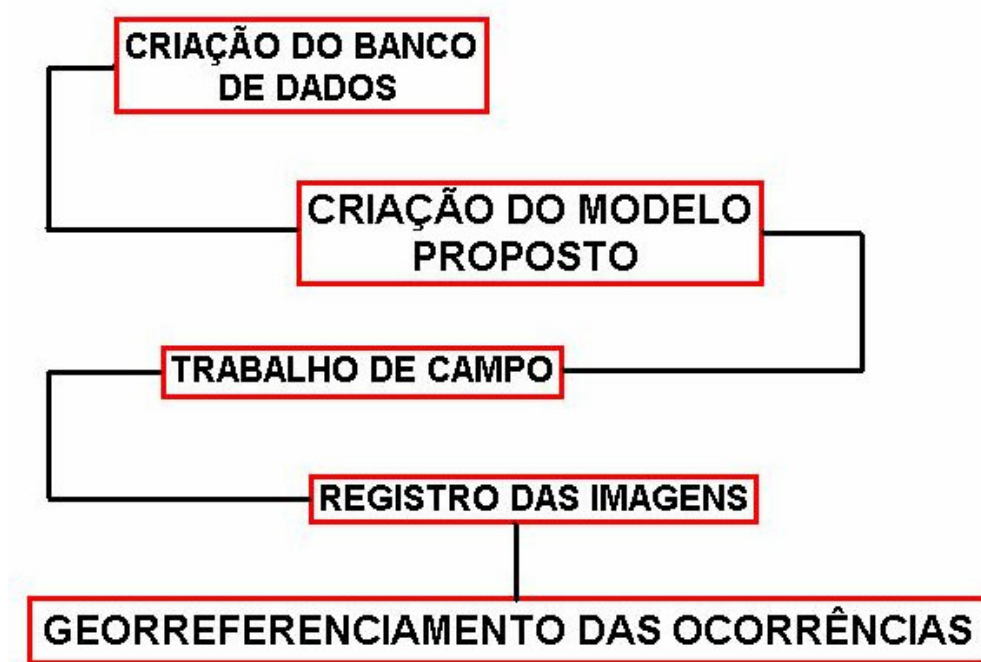 CRIAÇÃO DO BANCO
DE DADOS
CRIAÇÃO DO MODELO
PROPOSTO
TRABALHO DE CAMPO
REGISTRO DAS IMAGENS
GEORREFERENCIAMENTO DAS OCORRÊNCIAS